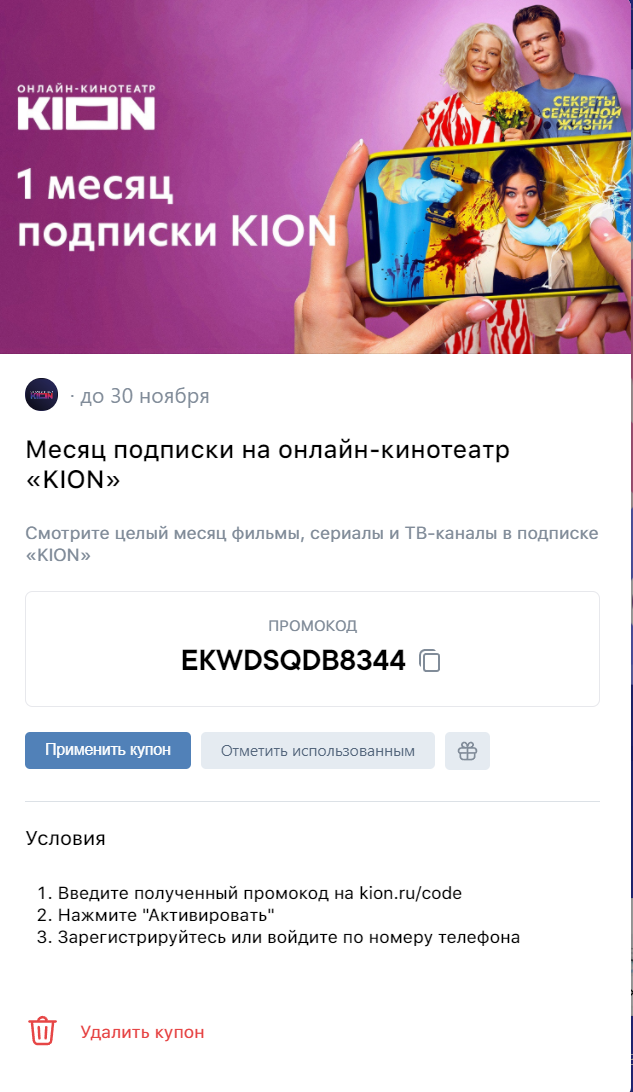 ОНЛАЙН-КИНОТЕАТР
KION
1 месяц
подписки KION
СЕКРЕТЫ
СЕМЕЙНОЙ
ЖИЗНИ
KION · до 30 ноября
Месяц подписки на онлайн-кинотеатр
«KION»
Смотрите целый месяц фильмы, сериалы и ТВ-каналы в подписке
«KION»
ПРОМОКОД
EKWDSQDB8344
Применить купон Отметить использованным
Условия
1. Введите полученный промокод на kion.ru/code
2. Нажмите "Активировать"
3. Зарегистрируйтесь или войдите по номеру телефона
Удалить купон